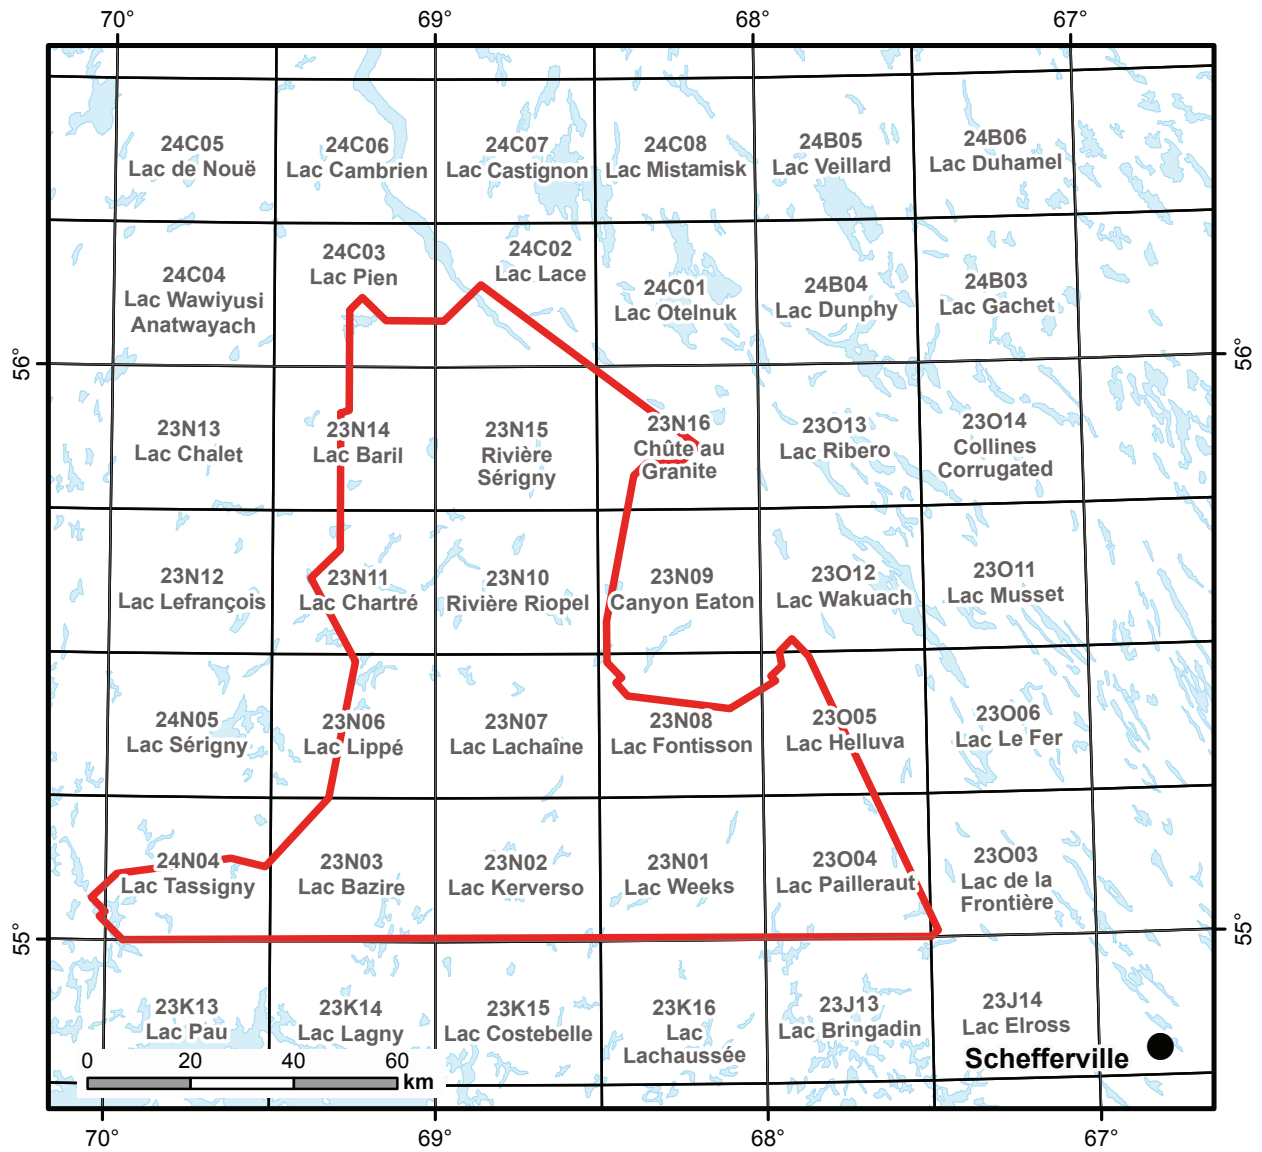 70° 69° 68° 67°
24C05
Lac de Nouë
24C06
Lac Cambrien
24C07
Lac Castignon
24C08
Lac Mistamisk
24B05
Lac Veillard
24B06
Lac Duhamel
24C04
Lac Wawiyusi
Anatwayach
24C03
Lac Pien
24C02
Lac Lace
24C01
Lac Otelnuk
24B04
Lac Dunphy
24B03
Lac Gachet
56°
56°
23N13
Lac Chalet
23N14
Lac Baril
23N15
Rivière
Sérigny
23N16
Chûte au
Granite
23O13
Lac Ribero
23O14
Collines
Corrugated
23N12
Lac Lefrançois
23N11
Lac Chartré
23N10
Rivière Riopel
23N09
Canyon Eaton
23O12
Lac Wakuach
23O11
Lac Musset
24N05
Lac Sérigny
23N06
Lac Lippé
23N07
Lac Lachaîne
23N08
Lac Fontisson
23O05
Lac Helluva
23O06
Lac Le Fer
24N04
Lac Tassigny
23N03
Lac Bazire
23N02
Lac Kerverso
23N01
Lac Weeks
23O04
Lac Pailleraut
23O03
Lac de la
Frontière
55°
55°
23K13
Lac Pau
23K14
Lac Lagny
23K15
Lac Costebelle
23K16
Lac
Lachaussée
23J13
Lac Bringadin
23J14
Lac Elross
Schefferville
0 20 40 60
km
70° 69° 68° 67°